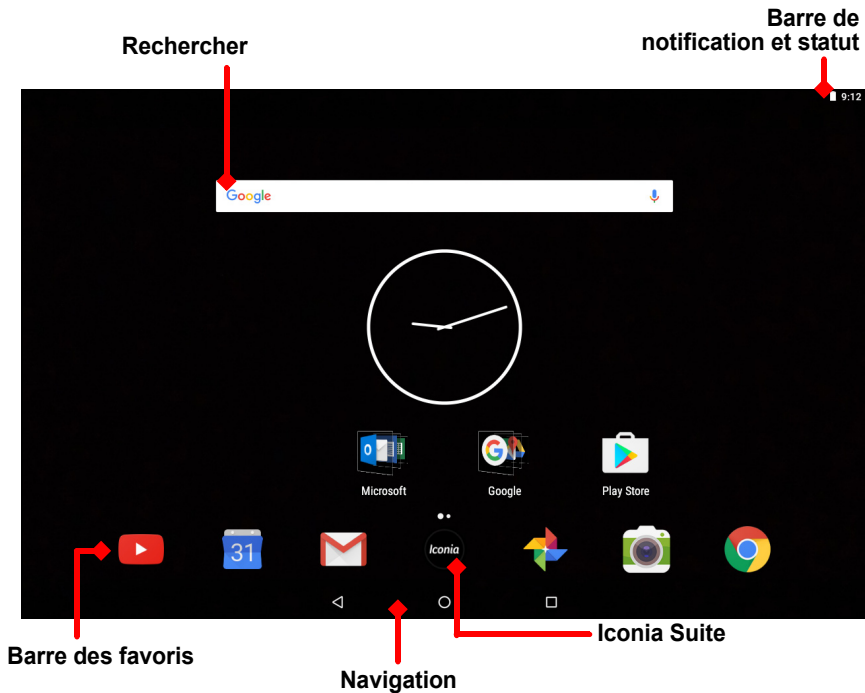 Barre de
notification et statut
Rechercher
9:12
Google
Microsoft
Google
Play Store
31
Iconia
Iconia Suite
Barre des favoris
Navigation